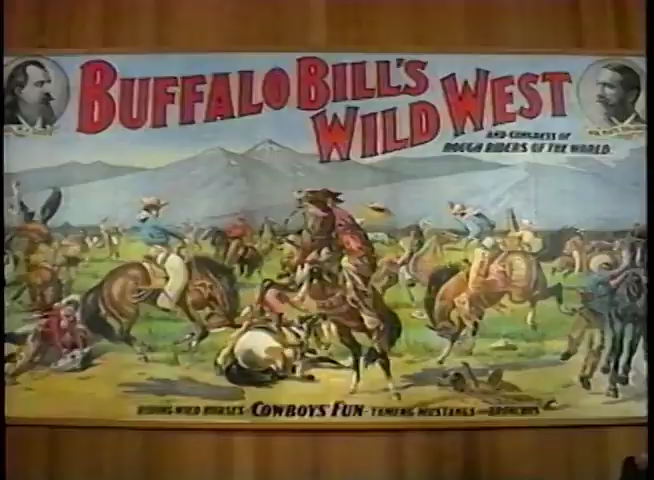 BUFFALO BILL'S
WILD WEST
AND CONGRESS OF
ROUGH RIDERS OF THE WORLD.
RIDING WILD HORSES - COWBOYS' FUN - TAMING MUSTANGS AND BRONCHOS